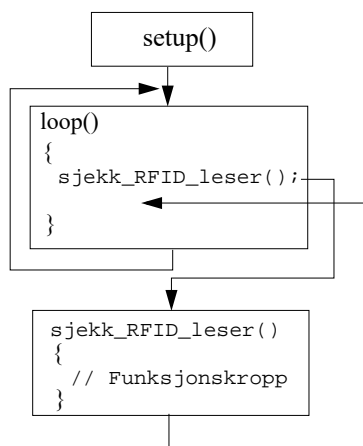 setup()
loop()
{
sjekk_RFID_leser();
}
sjekk_RFID_leser()
{
// Funksjonskropp
}